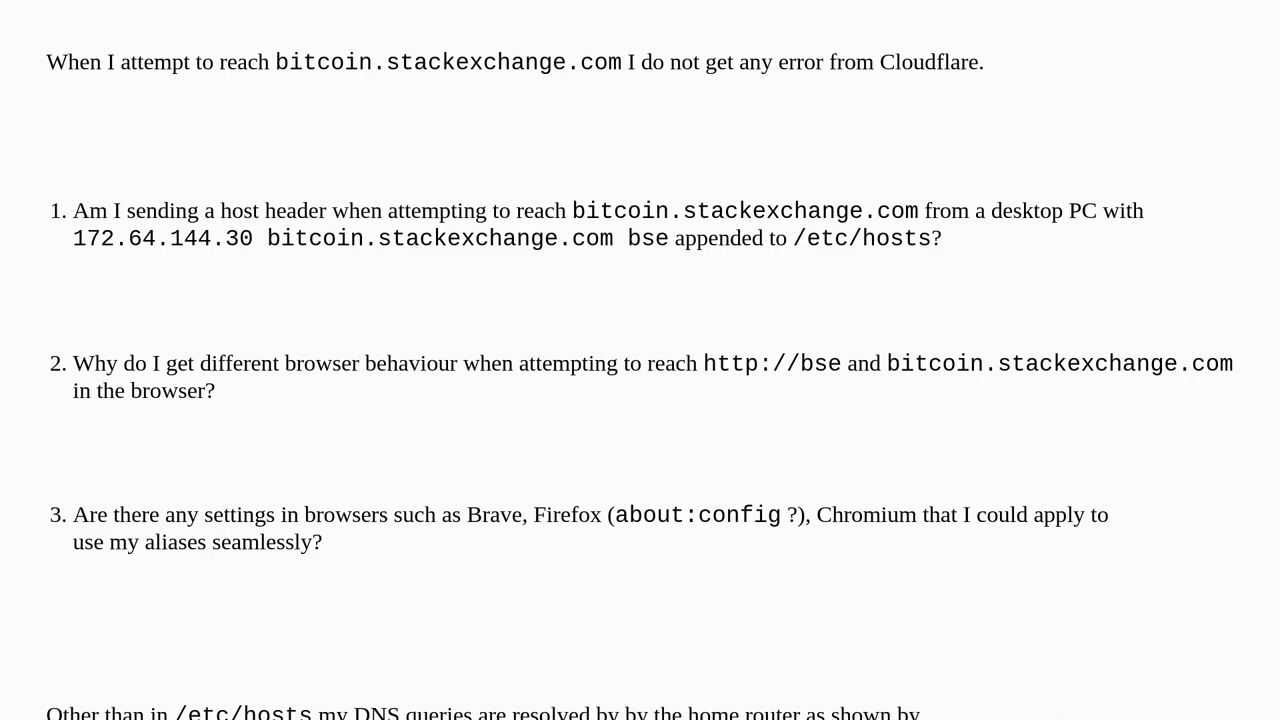 When I attempt to reach bitcoin.stackexchange.com I do not get any error from Cloudflare.
1. Am I sending a host header when attempting to reach bitcoin.stackexchange.com from a desktop PC with
172.64.144.30 bitcoin.stackexchange.com bse appended to /etc/hosts?
2. Why do I get different browser behaviour when attempting to reach http://bse and bitcoin.stackexchange.com
in the browser?
3. Are there any settings in browsers such as Brave, Firefox (about:config ?), Chromium that I could apply to
use my aliases seamlessly?
Other than in /etc/hosts my DNS queries are resolved by by the home router as shown by